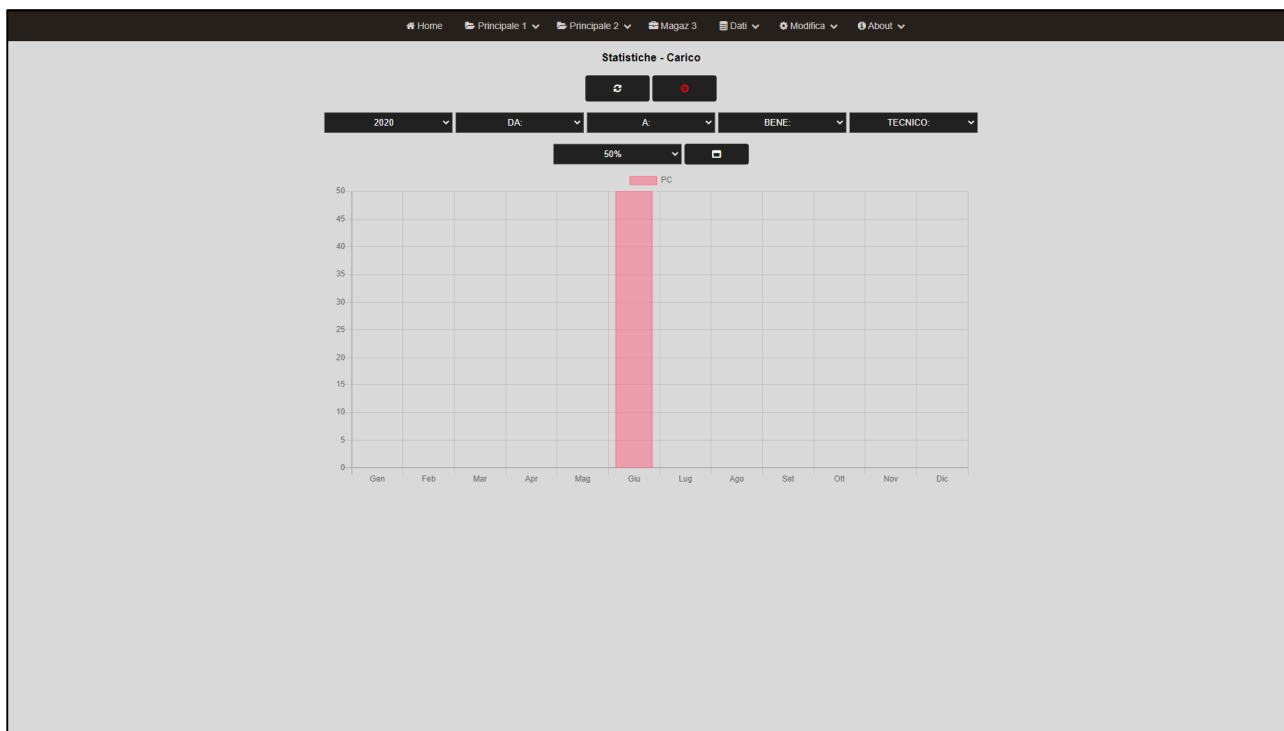 Home Principale 1 Principale 2 Magaz 3 Dati Modifica About
Statistiche - Carico
2020 DA: A: BENE: TECNICO:
50%
PC
50
45
40
35
30
25
20
15
10
5
0
Gen Feb Mar Apr Mag Giu Lug Ago Set Ott Nov Dic